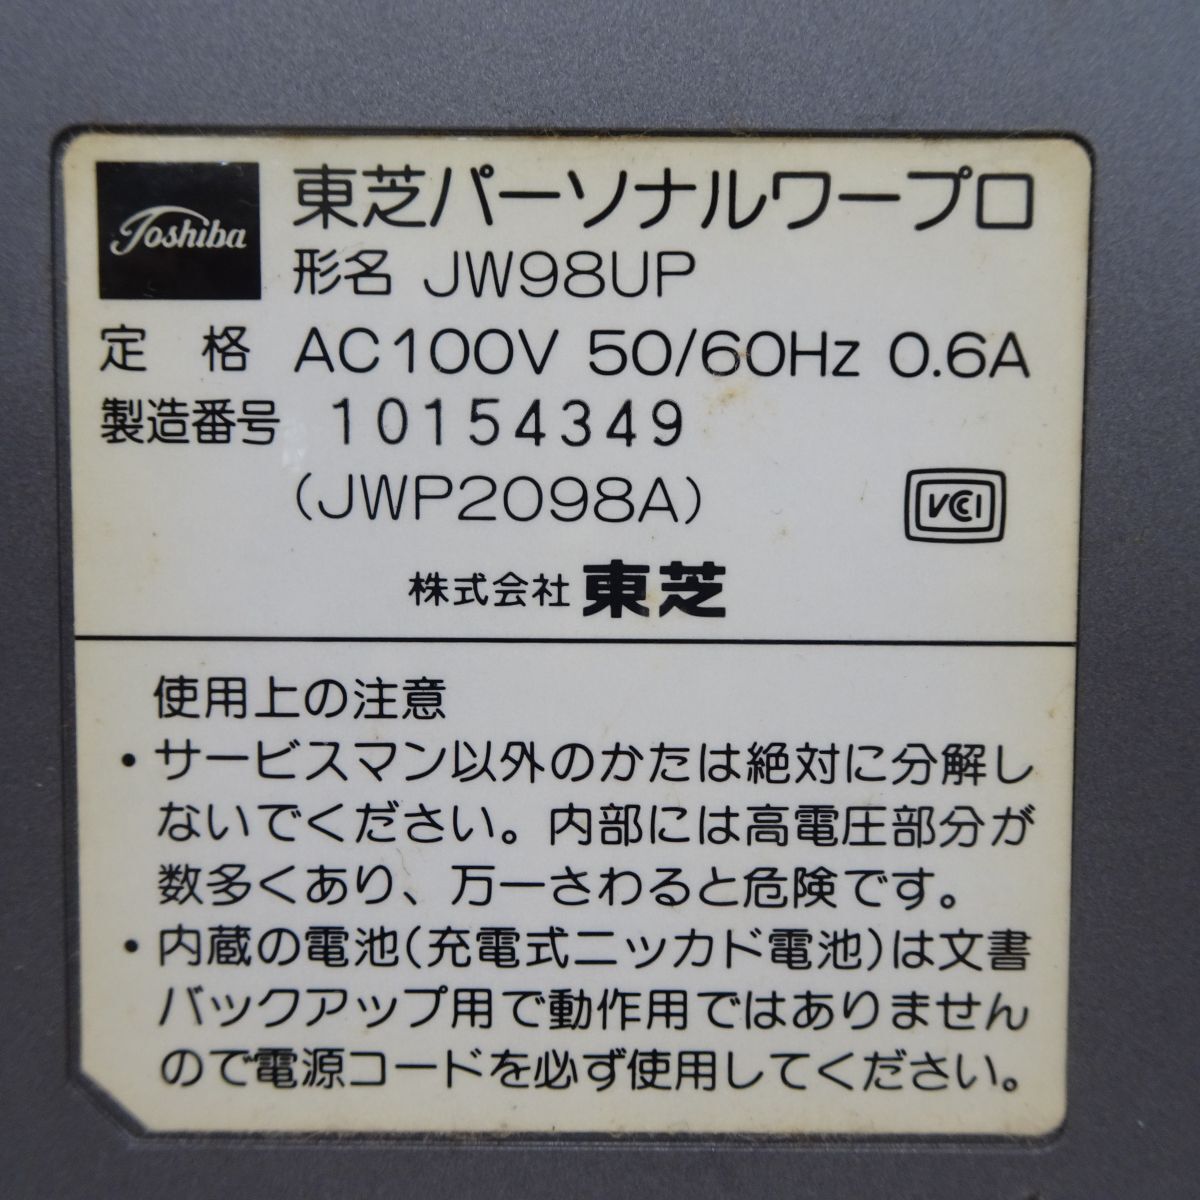 Toshiba
東芝パーソナルワープロ
形名 JW98UP
定格 AC100V 50/60Hz 0.6A
製造番号 10154349
(JWP2098A)
VCCI
株式会社 東芝
使用上の注意
・サービスマン以外のかたは絶対に分解し
ないでください。内部には高電圧部分が
数多くあり、万一さわると危険です。
・内蔵の電池(充電式ニッカド電池)は文書
バックアップ用で動作用ではありません
ので電源コードを必ず使用してください。